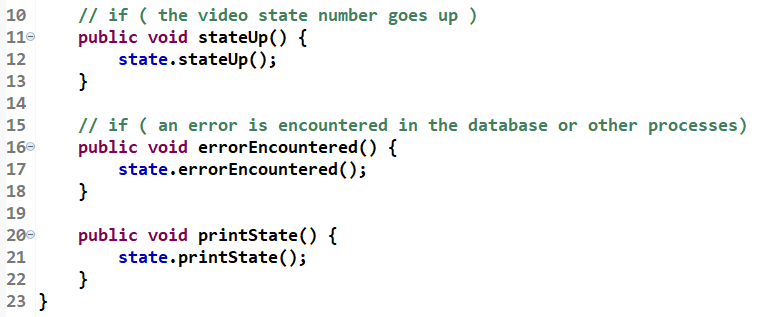 10 // if ( the video state number goes up )
11 public void stateUp() {
12 state.stateUp();
13 }
14
15 // if ( an error is encountered in the database or other processes)
16 public void errorEncountered() {
17 state.errorEncountered();
18 }
19
20 public void printState() {
21 state.printState();
22 }
23 }